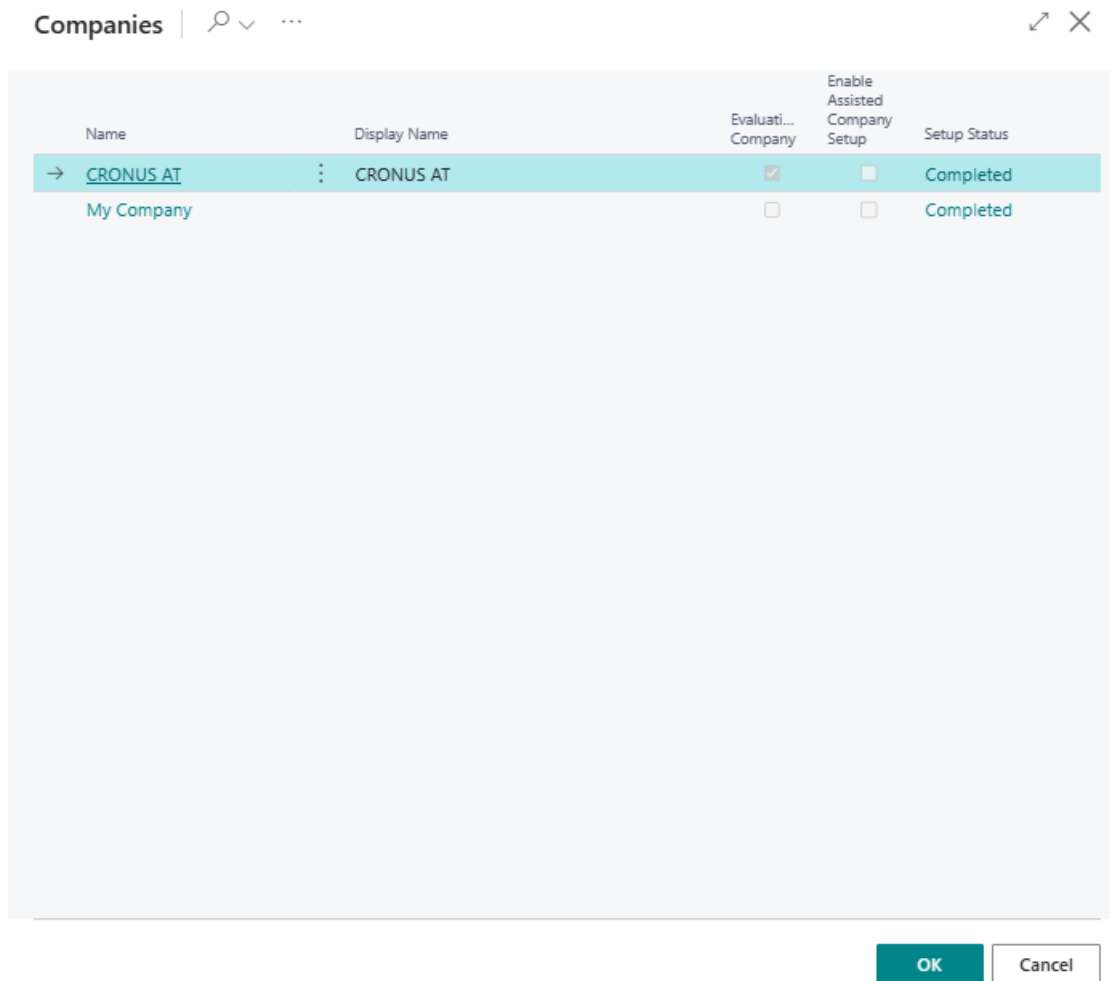 Companies
Name Display Name Evaluati... Company Enable Assisted Company Setup Setup Status
CRONUS AT CRONUS AT Completed
My Company Completed
OK Cancel